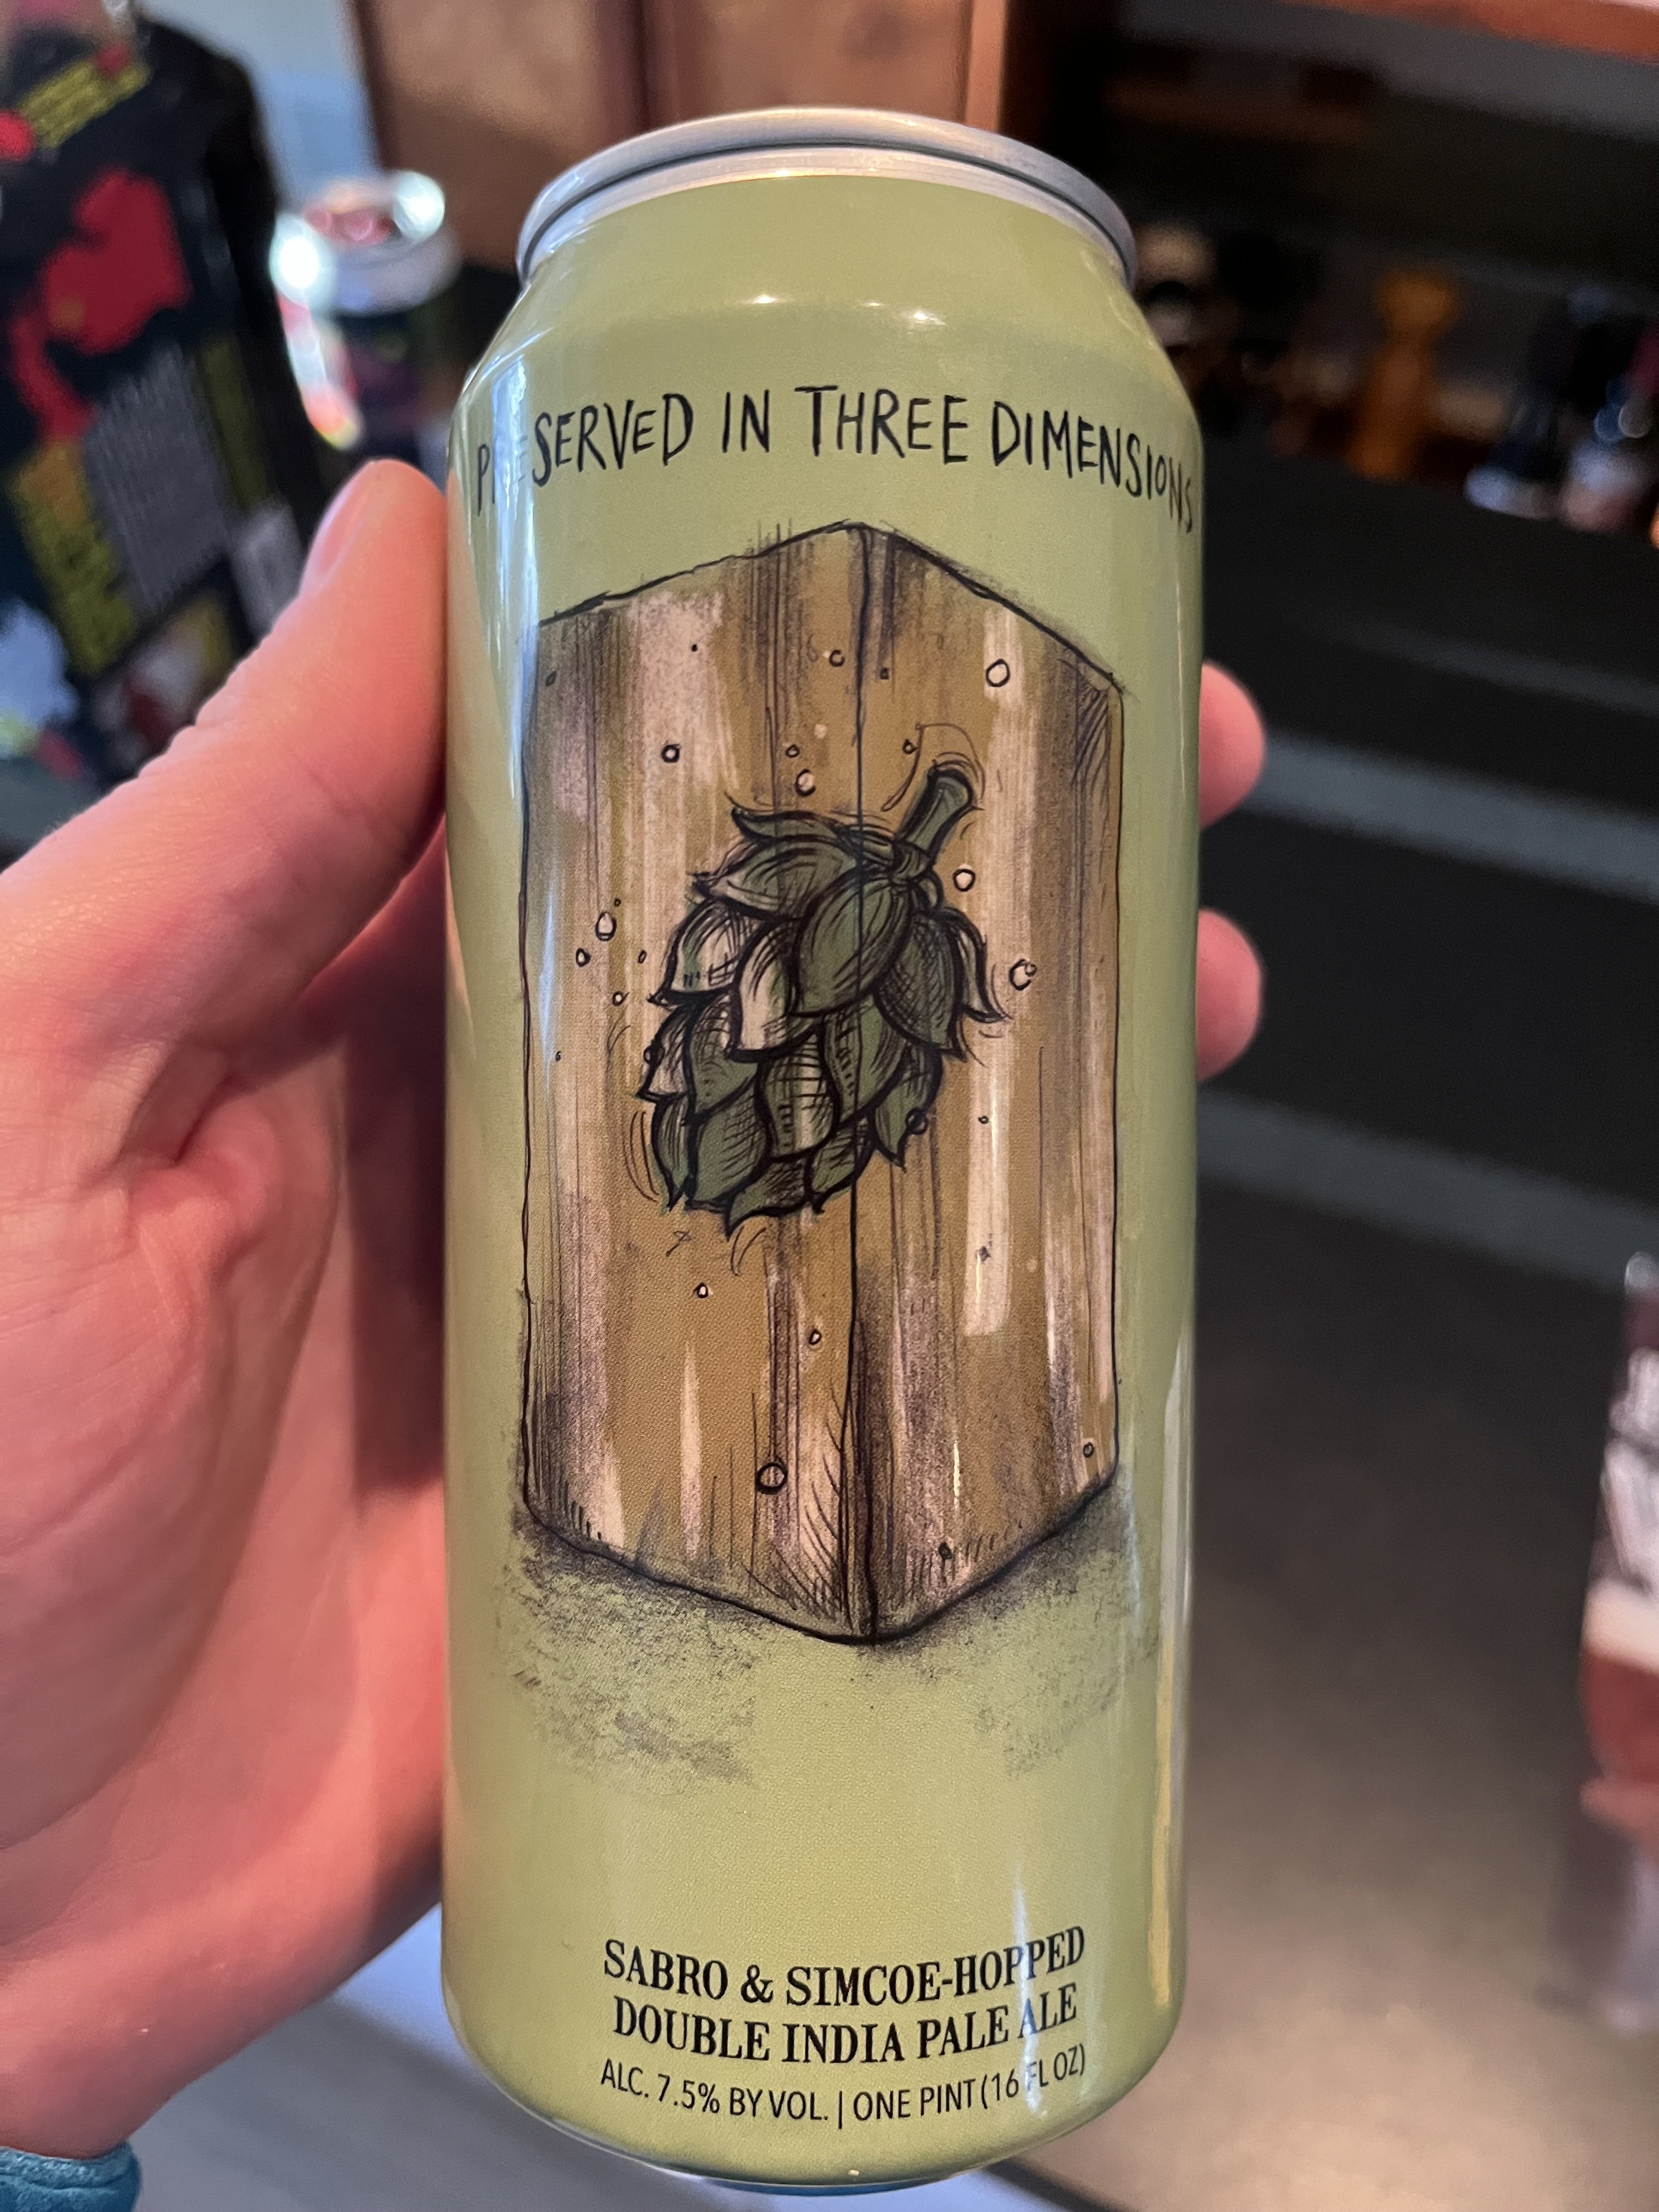 PRESERVED IN THREE DIMENSIONS
SABRO & SIMCOE-HOPPED
DOUBLE INDIA PALE ALE
ALC. 7.5% BY VOL. | ONE PINT (16 FL OZ)